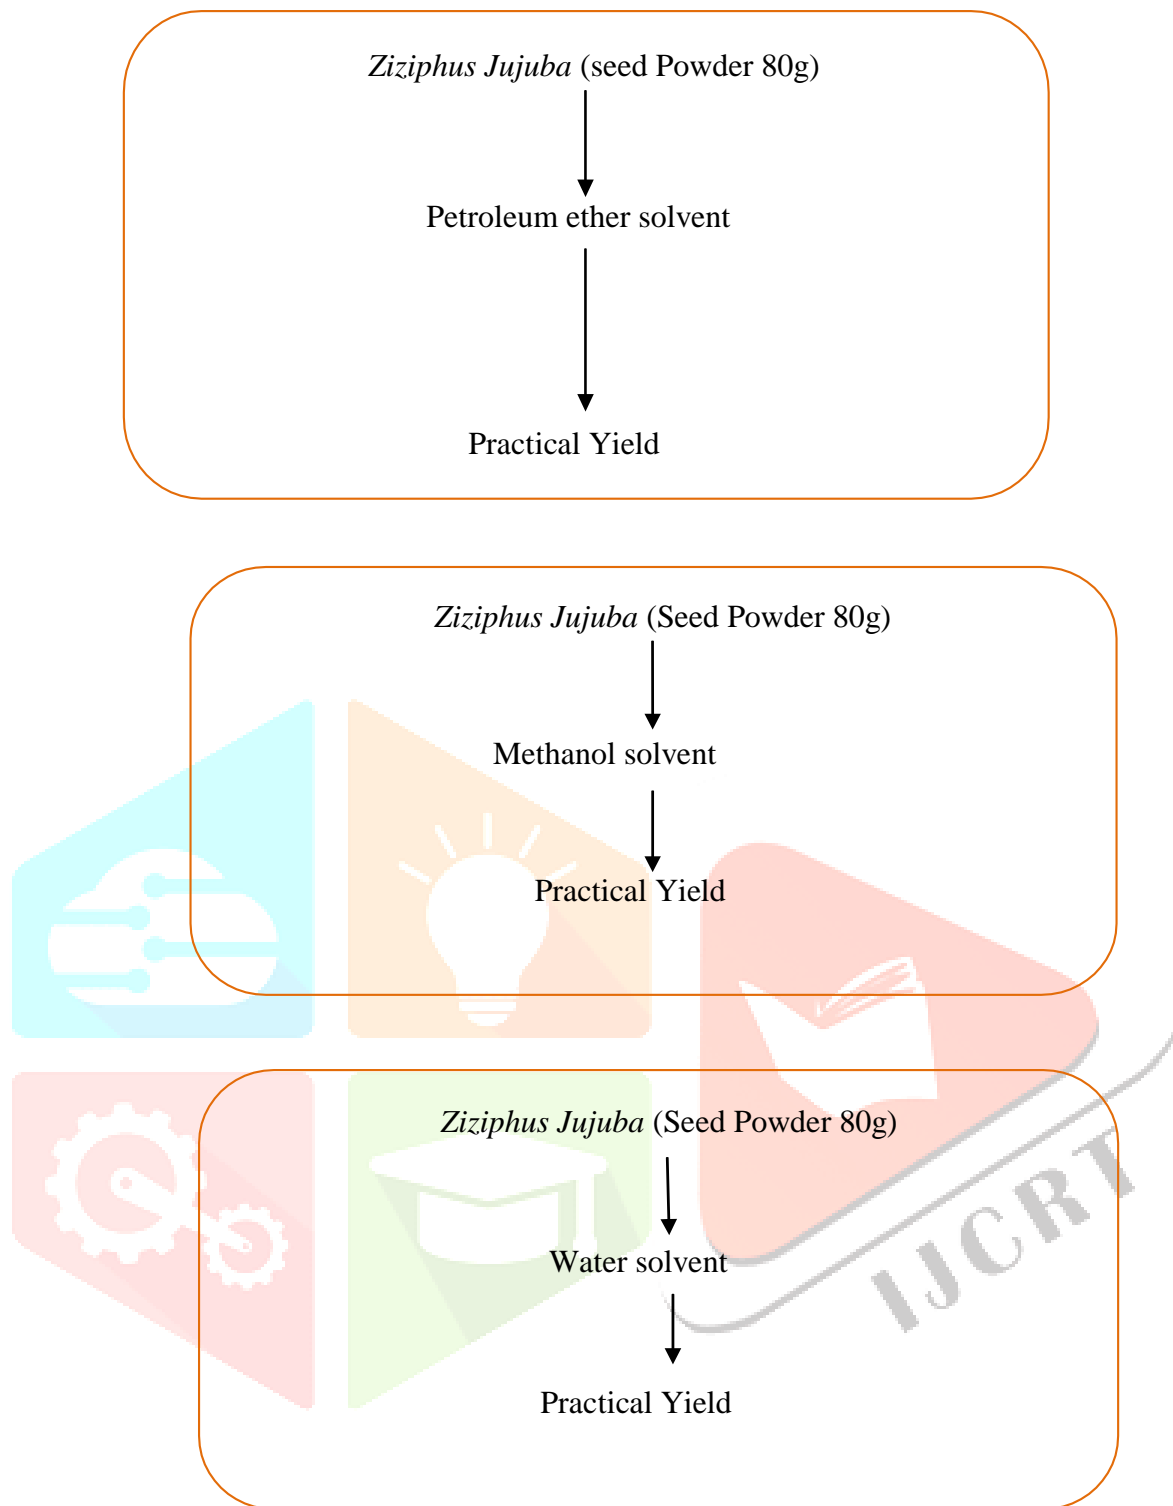 Ziziphus Jujuba (seed Powder 80g)
Petroleum ether solvent
Practical Yield
Ziziphus Jujuba (Seed Powder 80g)
Methanol solvent
Practical Yield
Ziziphus Jujuba (Seed Powder 80g)
Water solvent
Practical Yield
IJCRT